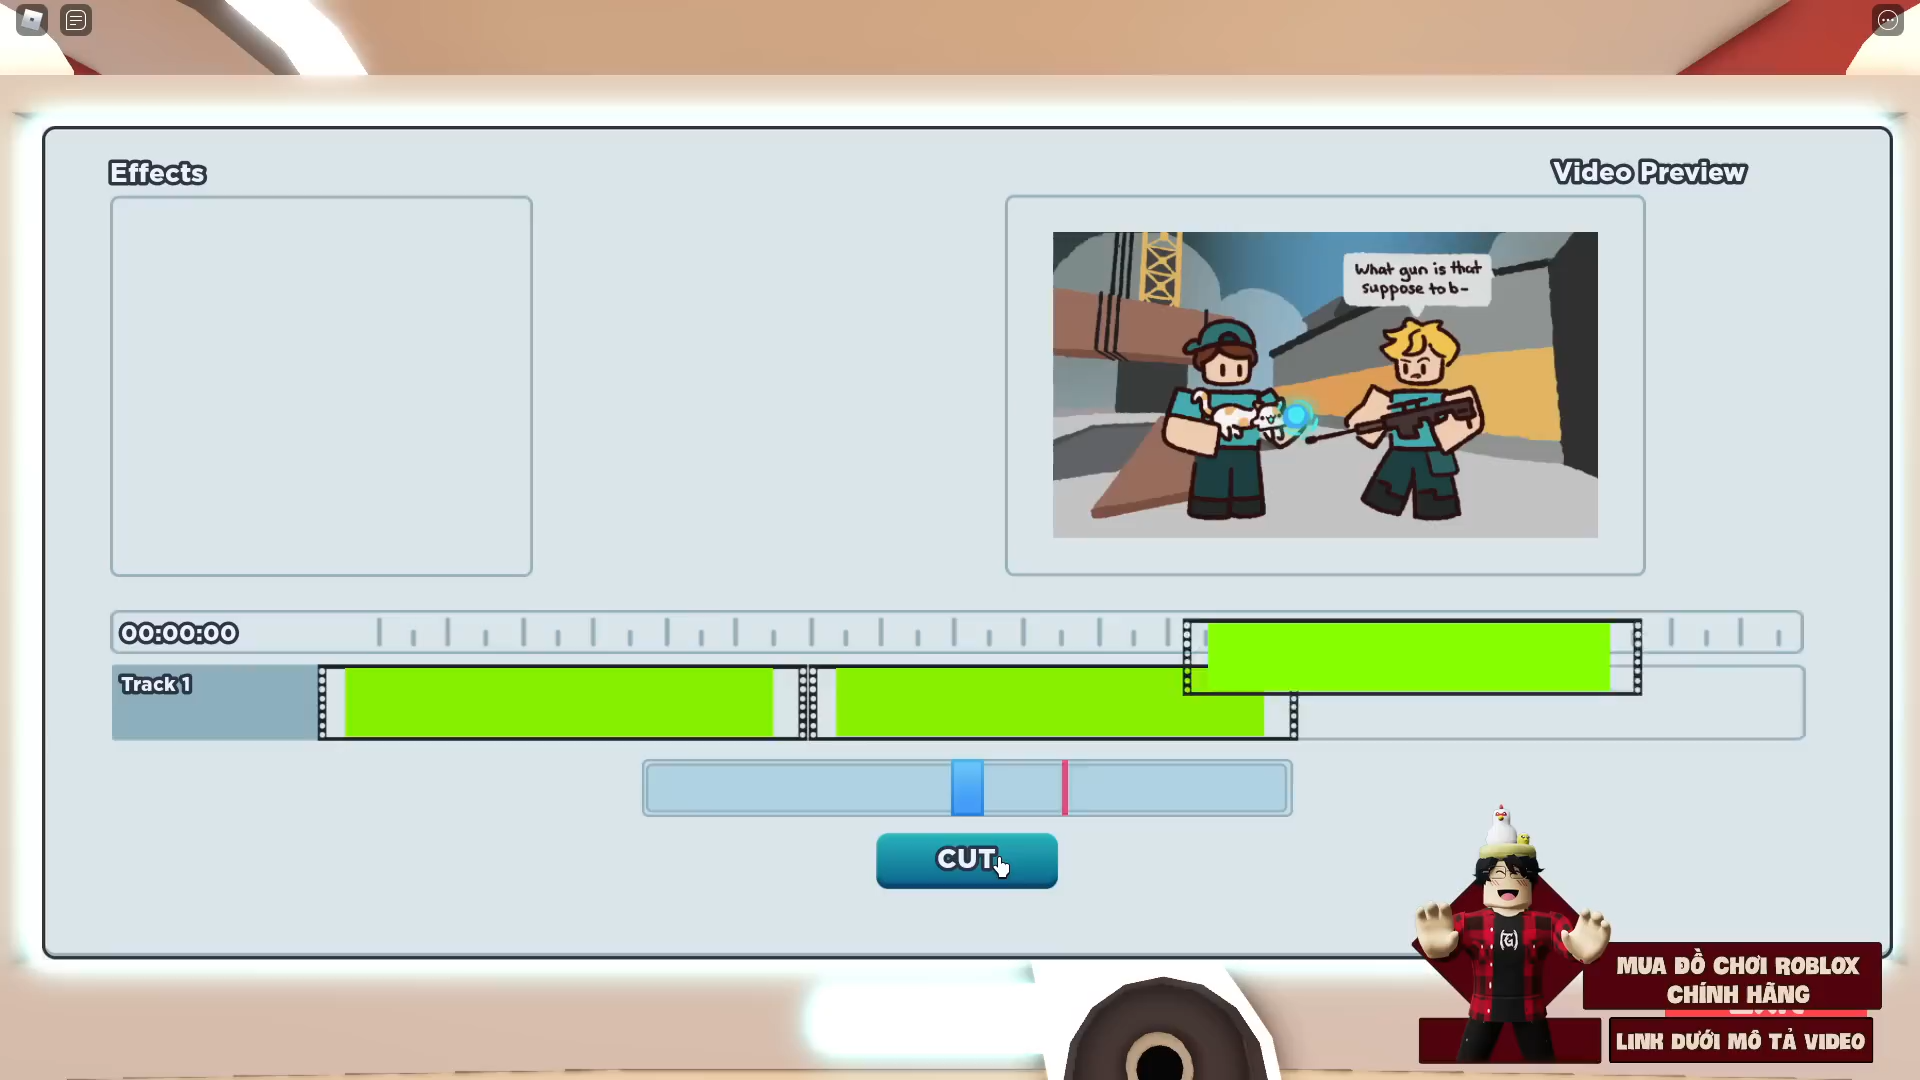 Effects
Video Preview
What gun is that
suppose to b-
00:00:00
Track 1
CUT
MUA ĐỒ CHƠI ROBLOX
CHÍNH HÃNG
LINK DƯỚI MÔ TẢ VIDEO